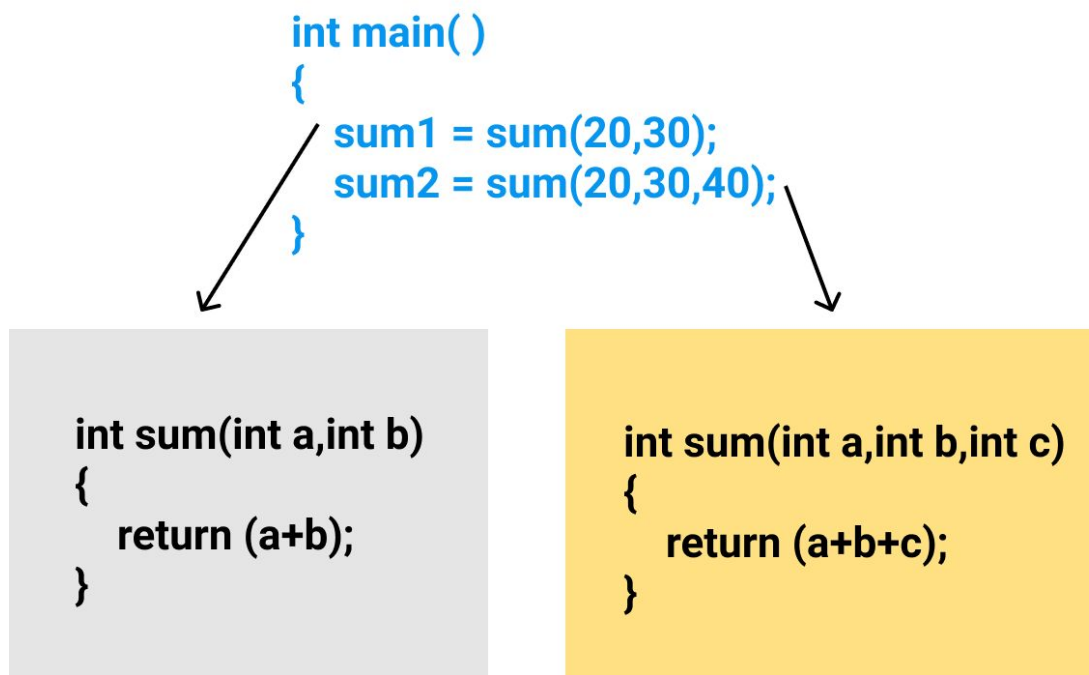 int main( )
{
sum1 = sum(20,30);
sum2 = sum(20,30,40);
}
int sum(int a,int b)
{
return (a+b);
}
int sum(int a,int b,int c)
{
return (a+b+c);
}